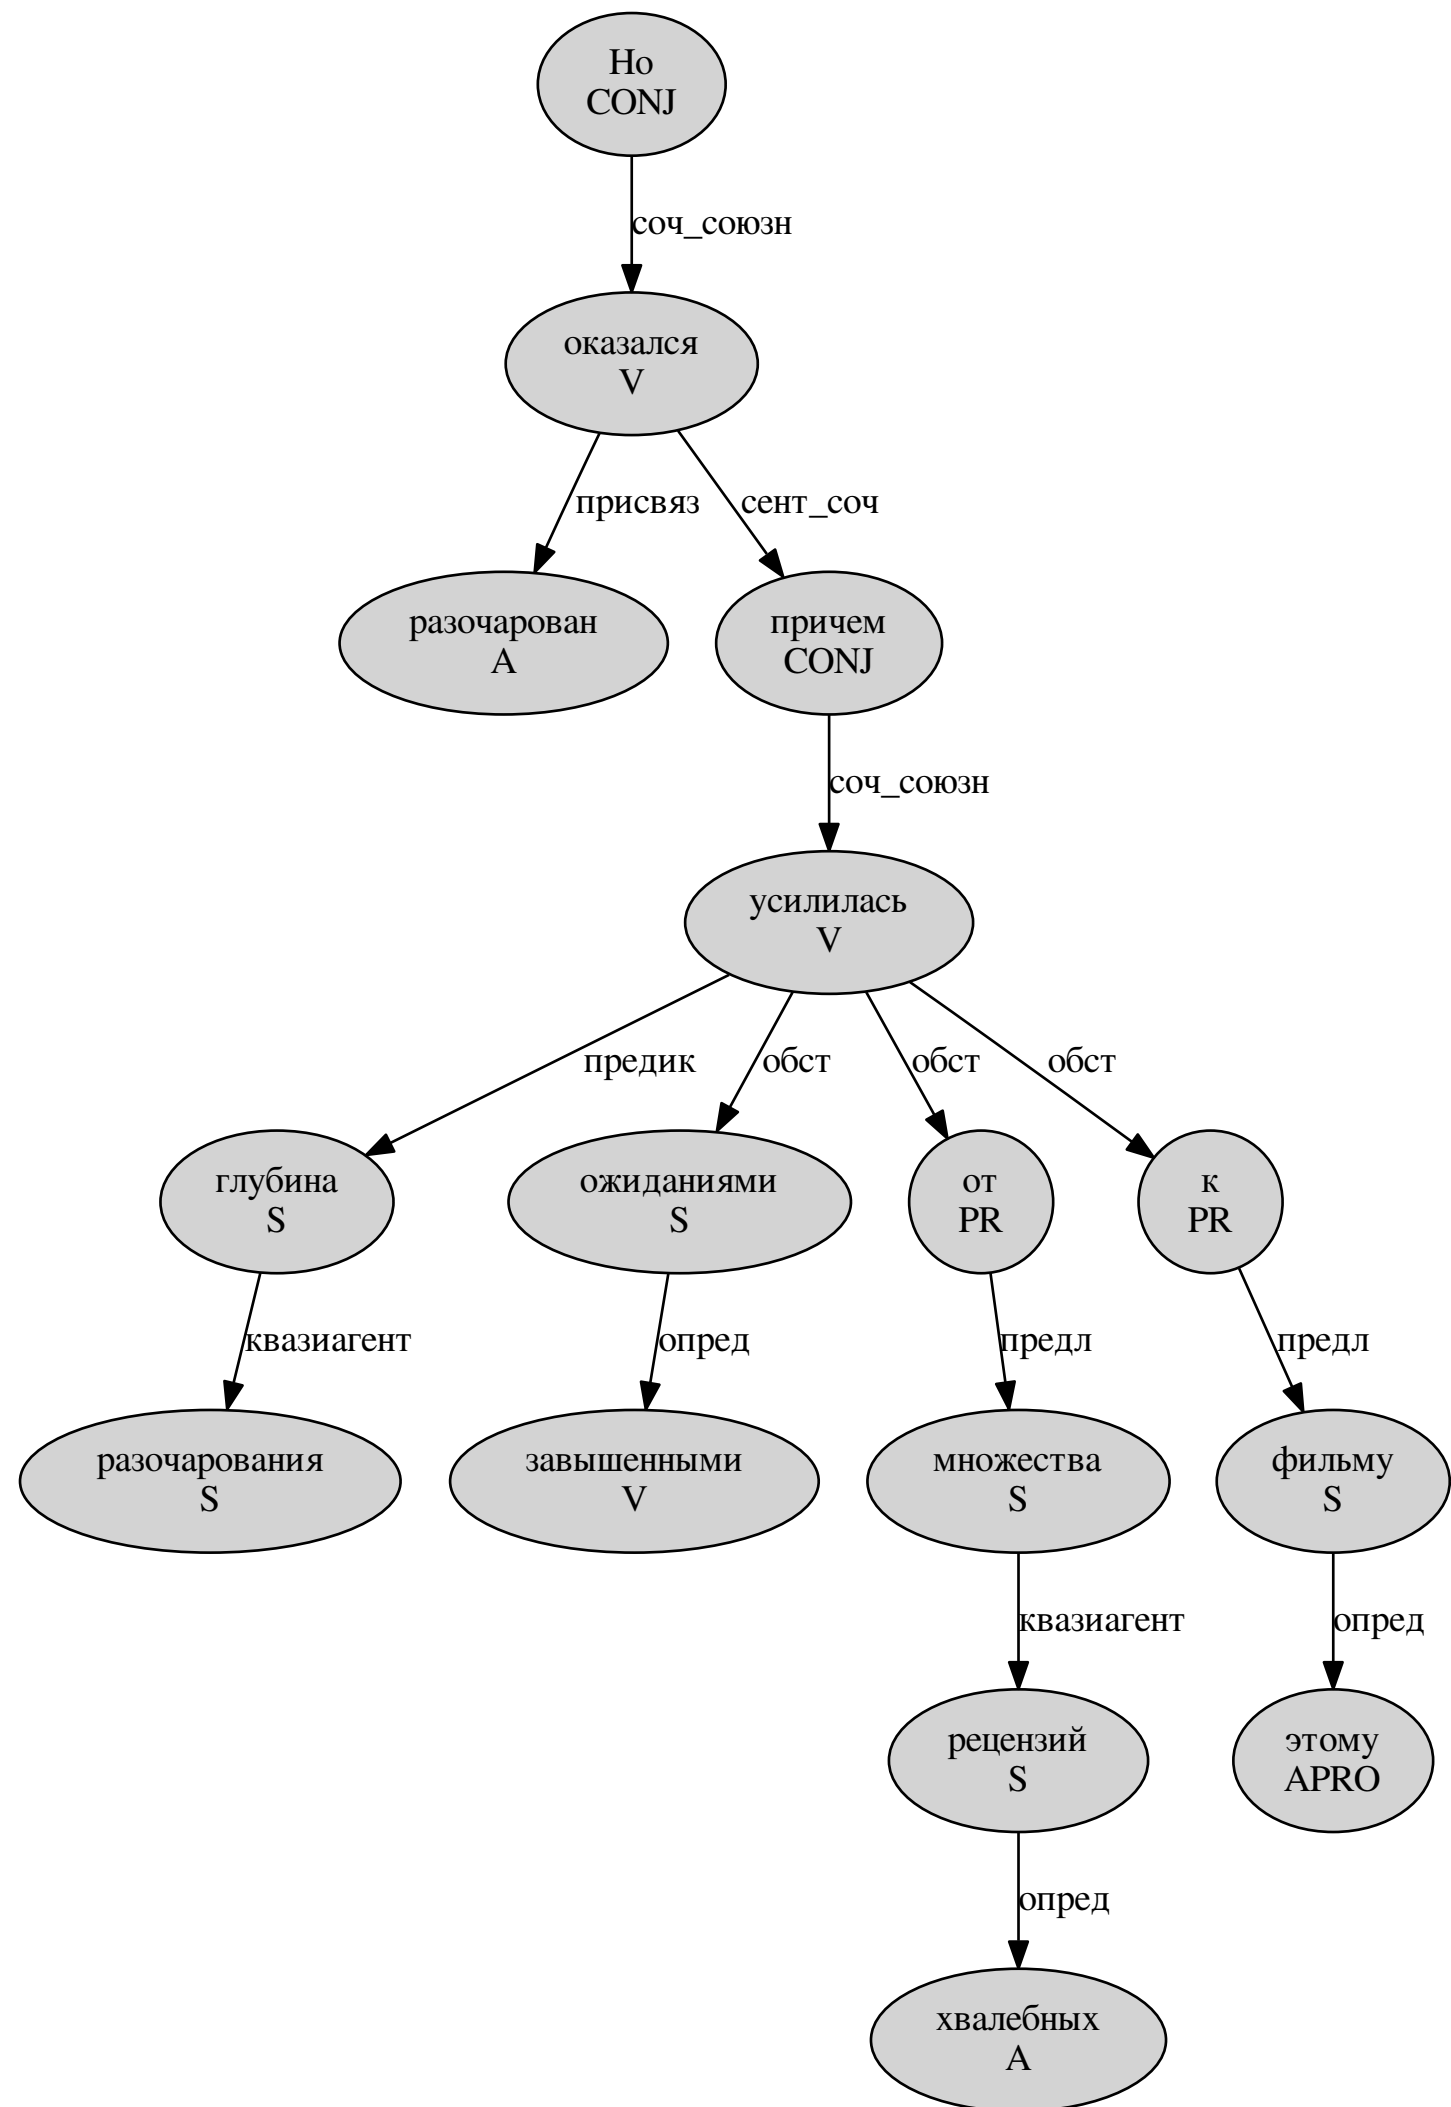 Но
CONJ
соч_союзн
оказался
V
присвяз
сент_соч
разочарован
A
причем
CONJ
соч_союзн
усилилась
V
предик
обст
обст
обст
глубина
S
ожиданиями
S
от
PR
к
PR
квазиагент
опред
предл
предл
разочарования
S
завышенными
V
множества
S
фильму
S
квазиагент
опред
рецензий
S
этому
APRO
опред
хвалебных
A